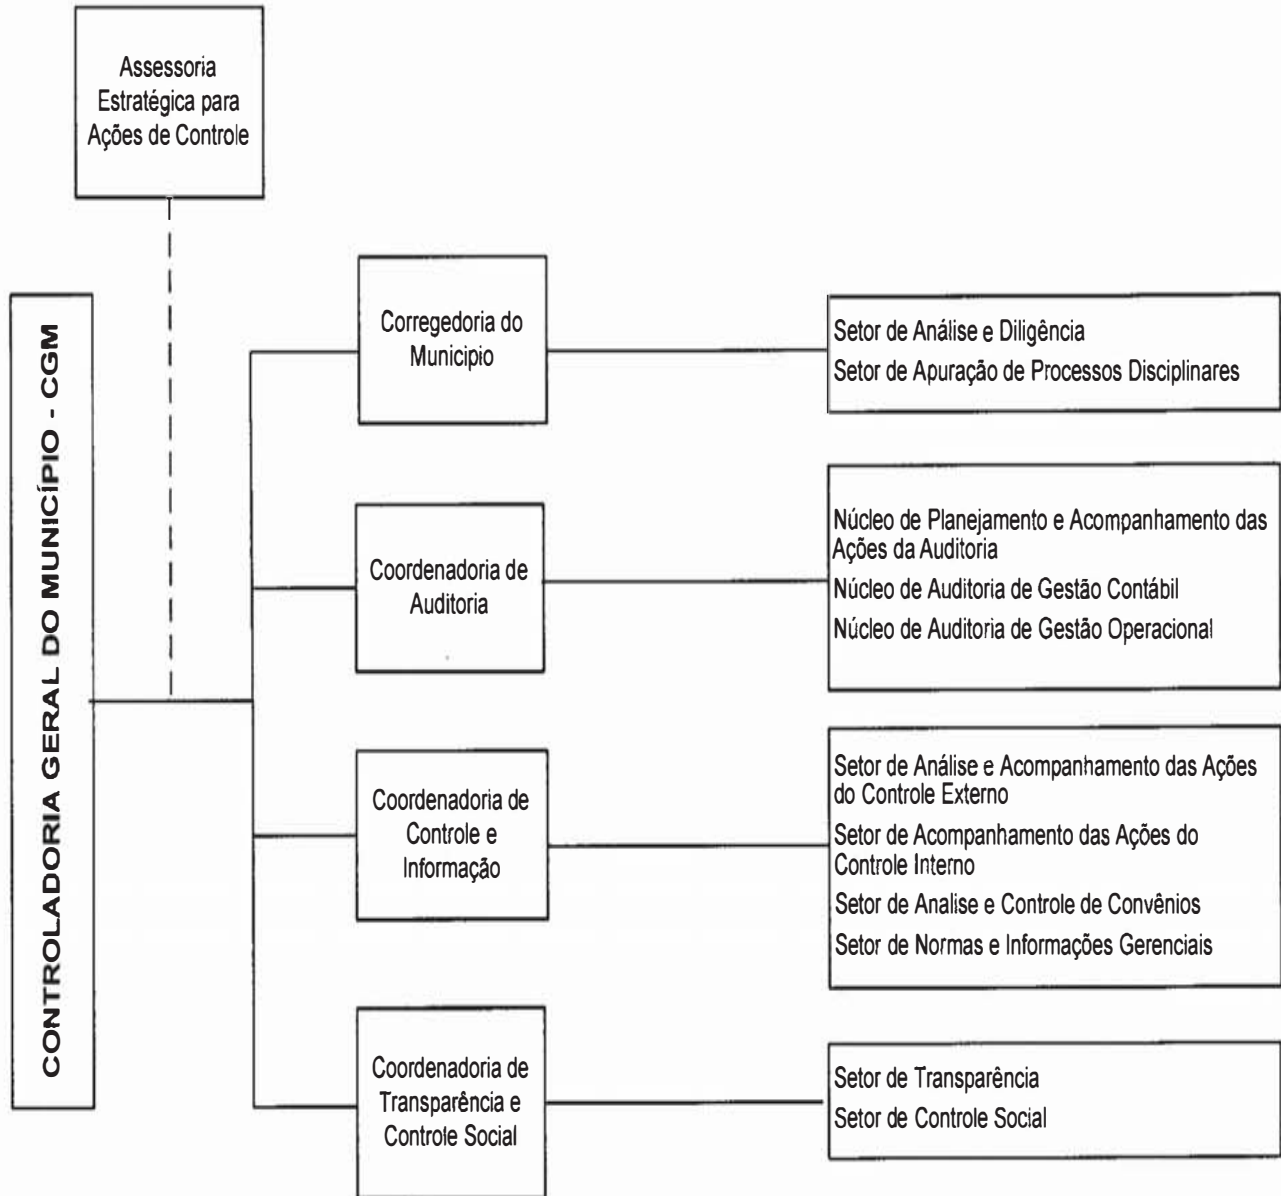 Assessoria
Estratégica para
Ações de Controle
CONTROLADORIA GERAL DO MUNICÍPIO - CGM
Corregedoria do
Municipio
Setor de Análise e Diligência
Setor de Apuração de Processos Disciplinares
Coordenadoria de
Auditoria
Núcleo de Planejamento e Acompanhamento das
Ações da Auditoria
Núcleo de Auditoria de Gestão Contábil
Núcleo de Auditoria de Gestão Operacional
Coordenadoria de
Controle e
Informação
Setor de Análise e Acompanhamento das Ações
do Controle Externo
Setor de Acompanhamento das Ações do
Controle Interno
Setor de Analise e Controle de Convênios
Setor de Normas e Informações Gerenciais
Coordenadoria de
Transparência e
Controle Social
Setor de Transparência
Setor de Controle Social